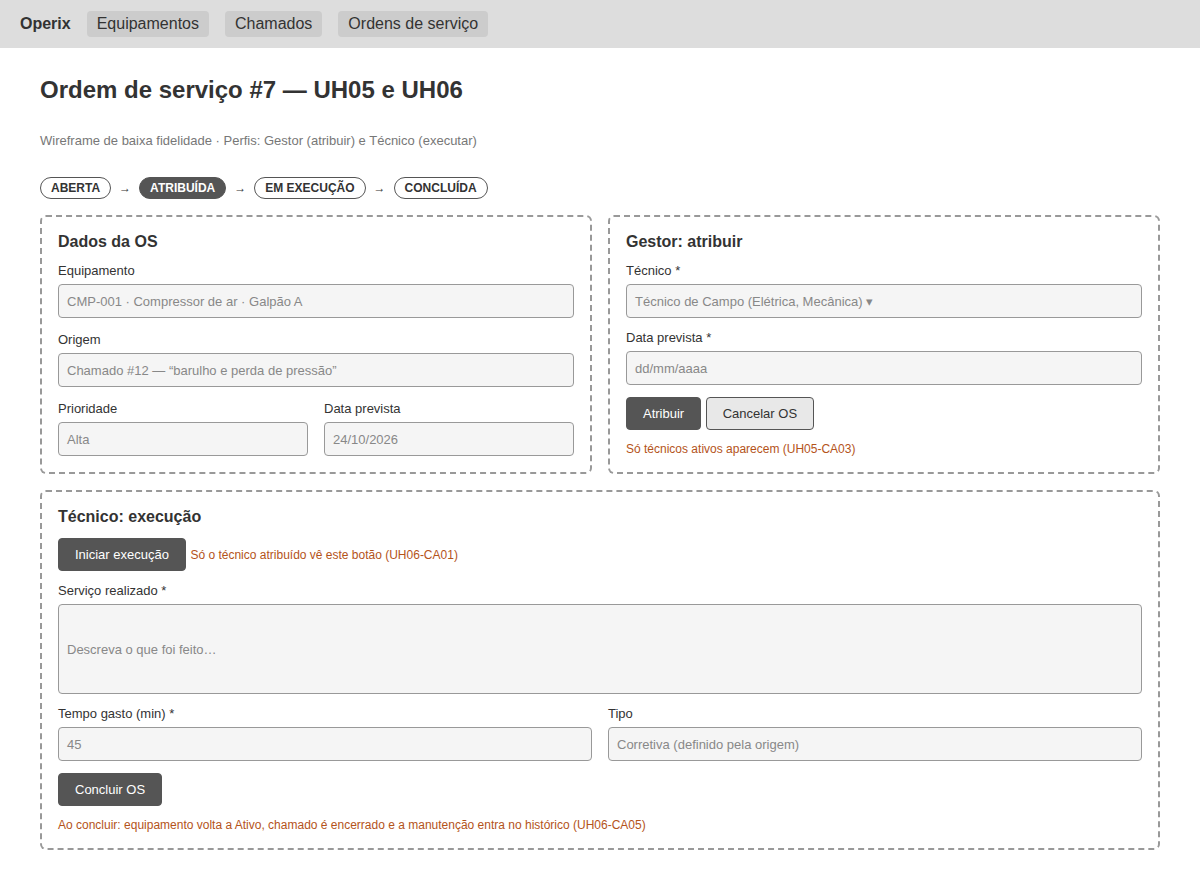 Operix Equipamentos Chamados Ordens de serviço
Ordem de serviço #7 — UH05 e UH06
Wireframe de baixa fidelidade · Perfis: Gestor (atribuir) e Técnico (executar)
ABERTA → ATRIBUÍDA → EM EXECUÇÃO → CONCLUÍDA
Dados da OS
Equipamento
CMP-001 · Compressor de ar · Galpão A
Origem
Chamado #12 — “barulho e perda de pressão”
Prioridade Data prevista
Alta 24/10/2026
Gestor: atribuir
Técnico *
Técnico de Campo (Elétrica, Mecânica) ▾
Data prevista *
dd/mm/aaaa
Atribuir Cancelar OS
Só técnicos ativos aparecem (UH05-CA03)
Técnico: execução
Iniciar execução Só o técnico atribuído vê este botão (UH06-CA01)
Serviço realizado *
Descreva o que foi feito…
Tempo gasto (min) * Tipo
45 Corretiva (definido pela origem)
Concluir OS
Ao concluir: equipamento volta a Ativo, chamado é encerrado e a manutenção entra no histórico (UH06-CA05)